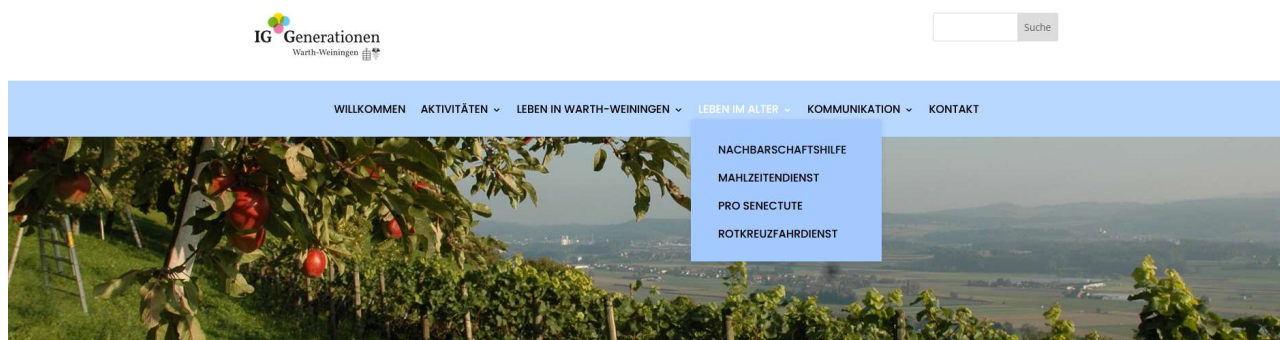 IG Generationen
Warth-Weiningen
Suche
WILLKOMMEN AKTIVITÄTEN LEBEN IN WARTH-WEININGEN LEBEN IM ALTER KOMMUNIKATION KONTAKT
NACHBARSCHAFTSHILFE
MAHLZEITENDIENST
PRO SENECTUTE
ROTKREUZFAHRDIENST